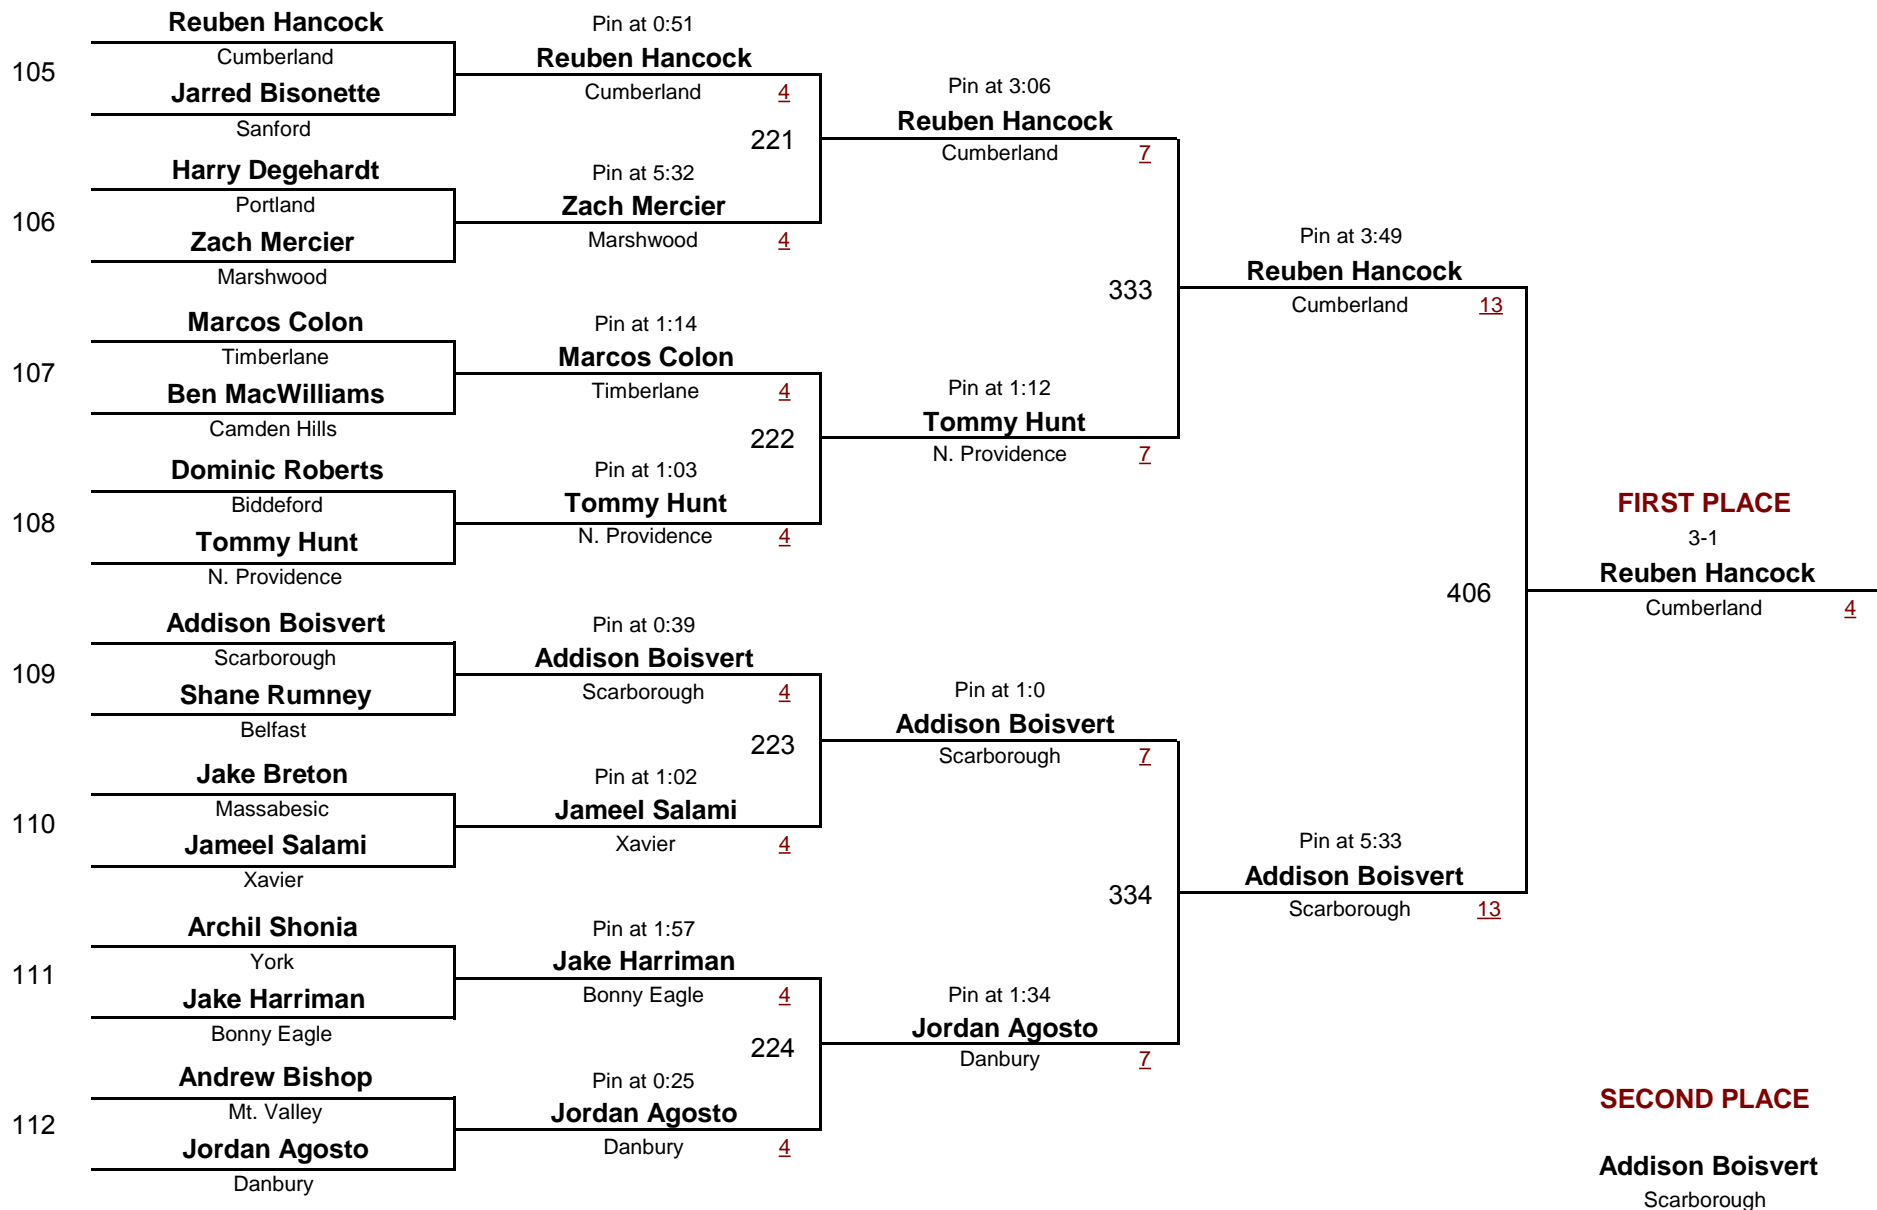 Reuben Hancock
Cumberland
105
Jarred Bisonette
Sanford
Harry Degehardt
Portland
106
Zach Mercier
Marshwood
Marcos Colon
Timberlane
107
Ben MacWilliams
Camden Hills
Dominic Roberts
Biddeford
108
Tommy Hunt
N. Providence
Addison Boisvert
Scarborough
109
Shane Rumney
Belfast
Jake Breton
Massabesic
110
Jameel Salami
Xavier
Archil Shonia
York
111
Jake Harriman
Bonny Eagle
Andrew Bishop
Mt. Valley
112
Jordan Agosto
Danbury
Pin at 0:51
Reuben Hancock
Cumberland 4
221
Pin at 5:32
Zach Mercier
Marshwood 4
Pin at 1:14
Marcos Colon
Timberlane 4
222
Pin at 1:03
Tommy Hunt
N. Providence 4
Pin at 0:39
Addison Boisvert
Scarborough 4
223
Pin at 1:02
Jameel Salami
Xavier 4
Pin at 1:57
Jake Harriman
Bonny Eagle 4
224
Pin at 0:25
Jordan Agosto
Danbury 4
Pin at 3:06
Reuben Hancock
Cumberland 7
333
Pin at 1:12
Tommy Hunt
N. Providence 7
Pin at 1:0
Addison Boisvert
Scarborough 7
334
Pin at 1:34
Jordan Agosto
Danbury 7
Pin at 3:49
Reuben Hancock
Cumberland 13
406
Pin at 5:33
Addison Boisvert
Scarborough 13
FIRST PLACE
3-1
Reuben Hancock
Cumberland 4
SECOND PLACE
Addison Boisvert
Scarborough